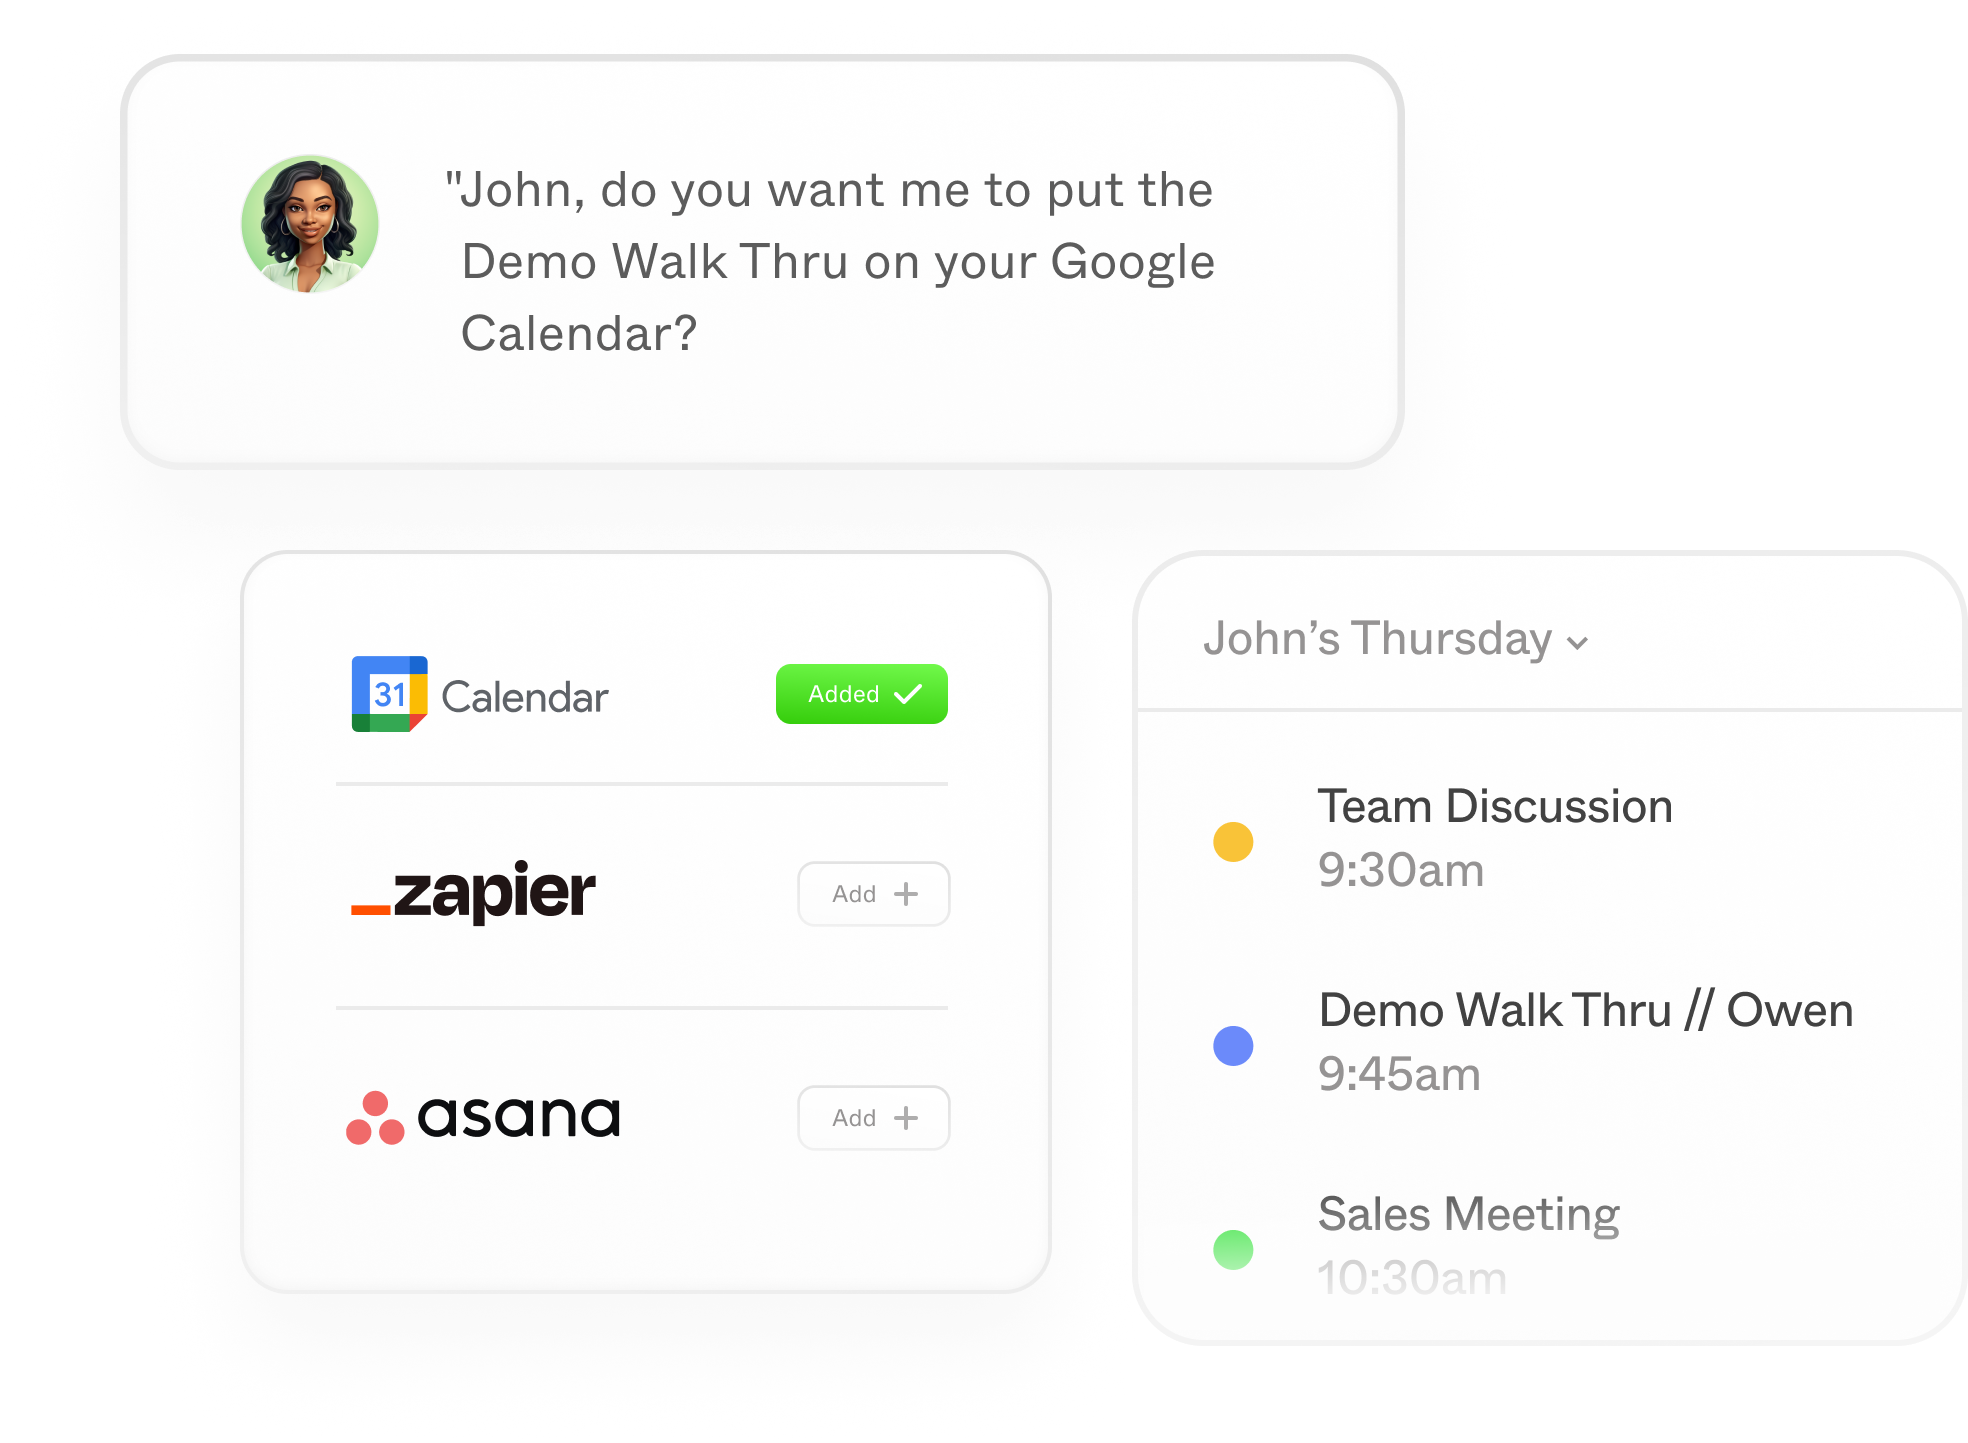 "John, do you want me to put the
Demo Walk Thru on your Google
Calendar?
31 Calendar
Added
zapier
Add
asana
Add
John’s Thursday
Team Discussion
9:30am
Demo Walk Thru // Owen
9:45am
Sales Meeting
10:30am